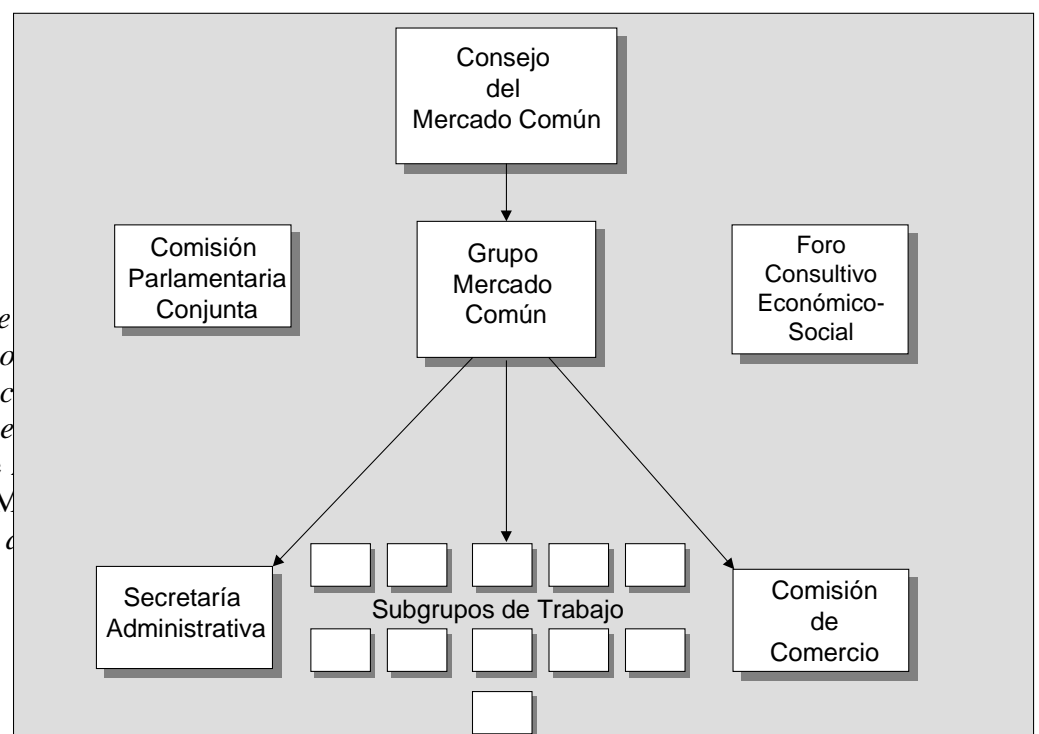 Consejo
del
Mercado Común
Comisión
Parlamentaria
Conjunta
Grupo
Mercado
Común
Foro
Consultivo
Económico-
Social
Secretaría
Administrativa
Subgrupos de Trabajo
Comisión
de
Comercio